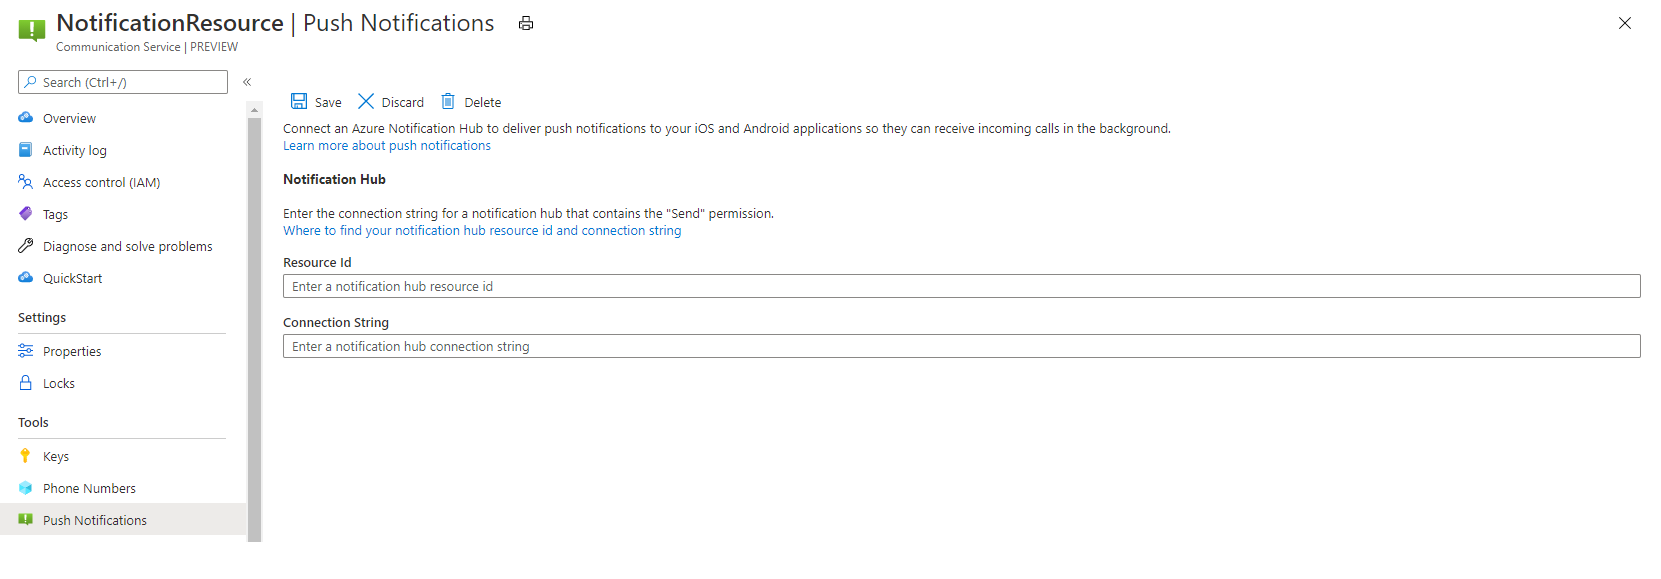 NotificationResource | Push Notifications
Communication Service | PREVIEW
Search (Ctrl+/)
Overview
Activity log
Access control (IAM)
Tags
Diagnose and solve problems
QuickStart
Settings
Properties
Locks
Tools
Keys
Phone Numbers
Push Notifications
Save Discard Delete
Connect an Azure Notification Hub to deliver push notifications to your iOS and Android applications so they can receive incoming calls in the background.
Learn more about push notifications
Notification Hub
Enter the connection string for a notification hub that contains the "Send" permission.
Where to find your notification hub resource id and connection string
Resource Id
Enter a notification hub resource id
Connection String
Enter a notification hub connection string